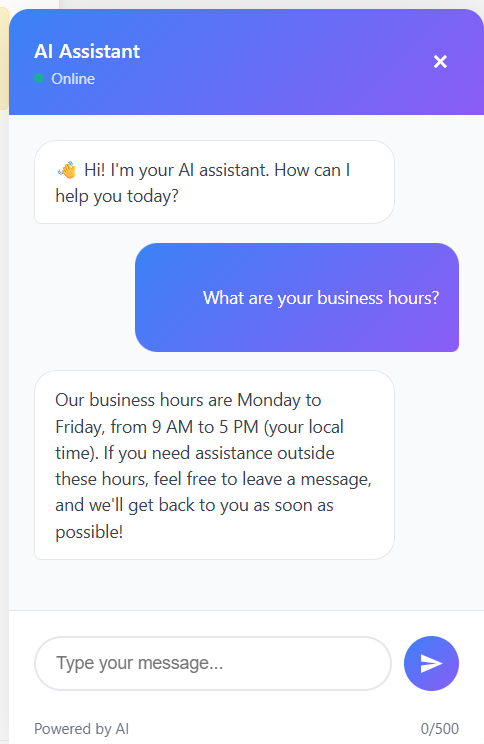 AI Assistant
Online
👋 Hi! I'm your AI assistant. How can I
help you today?
What are your business hours?
Our business hours are Monday to
Friday, from 9 AM to 5 PM (your local
time). If you need assistance outside
these hours, feel free to leave a message,
and we'll get back to you as soon as
possible!
Type your message...
Powered by AI
0/500